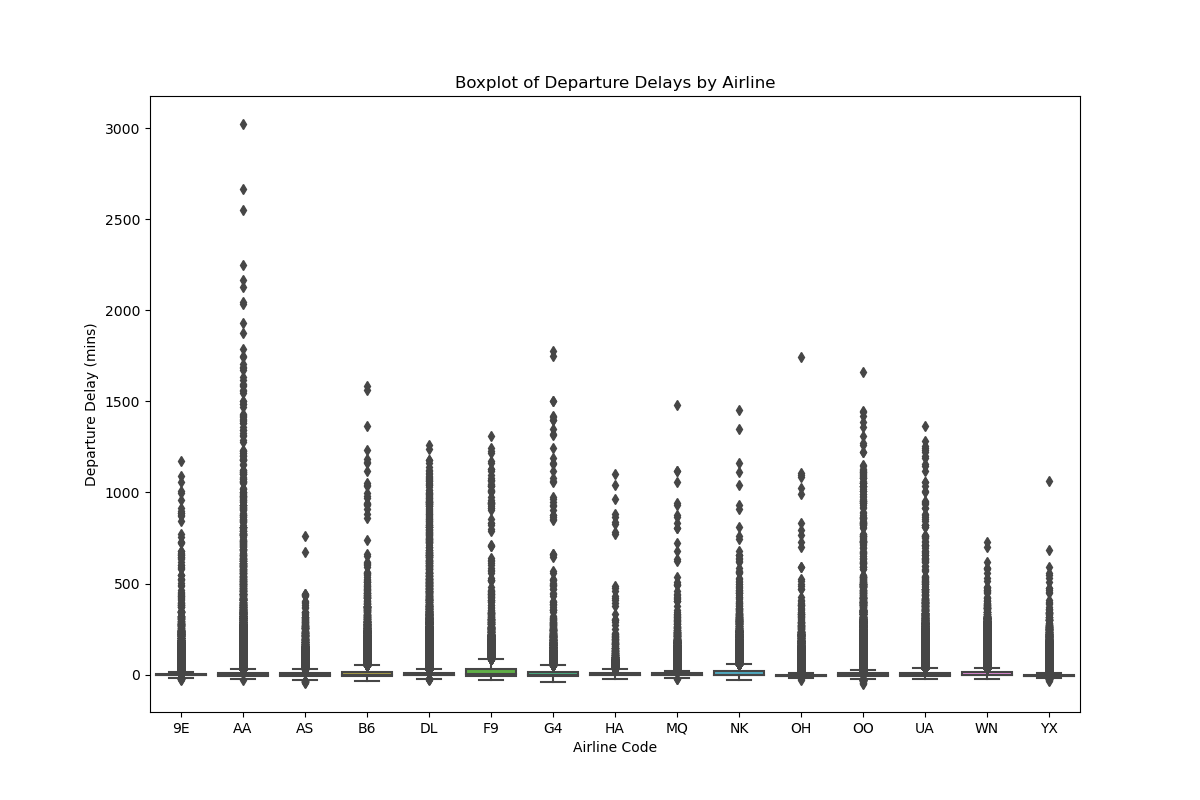 Boxplot of Departure Delays by Airline
3000
2500
2000
1500
1000
500
0
Departure Delay (mins)
9E AA AS B6 DL F9 G4 HA MQ NK OH OO UA WN YX
Airline Code